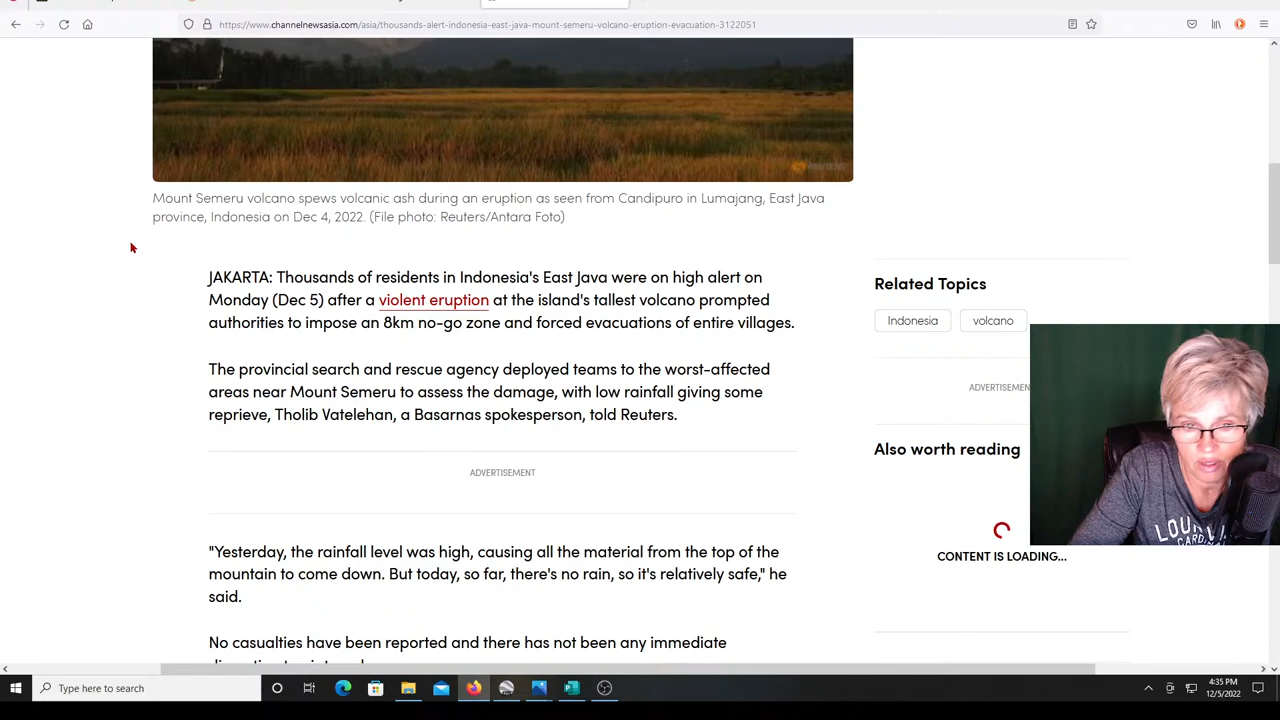 https://www.channelnewsasia.com/asia/thousands-alert-indonesia-east-java-mount-semeru-volcano-eruption-evacuation-3122051
Mount Semeru volcano spews volcanic ash during an eruption as seen from Candipuro in Lumajang, East Java
province, Indonesia on Dec 4, 2022. (File photo: Reuters/Antara Foto)
JAKARTA: Thousands of residents in Indonesia's East Java were on high alert on
Monday (Dec 5) after a violent eruption at the island's tallest volcano prompted
authorities to impose an 8km no-go zone and forced evacuations of entire villages.
The provincial search and rescue agency deployed teams to the worst-affected
areas near Mount Semeru to assess the damage, with low rainfall giving some
reprieve, Tholib Vatelehan, a Basarnas spokesperson, told Reuters.
ADVERTISEMENT
"Yesterday, the rainfall level was high, causing all the material from the top of the
mountain to come down. But today, so far, there's no rain, so it's relatively safe," he
said.
No casualties have been reported and there has not been any immediate
Related Topics
Indonesia
volcano
Also worth reading
CONTENT IS LOADING...
Type here to search
4:35 PM
12/5/2022